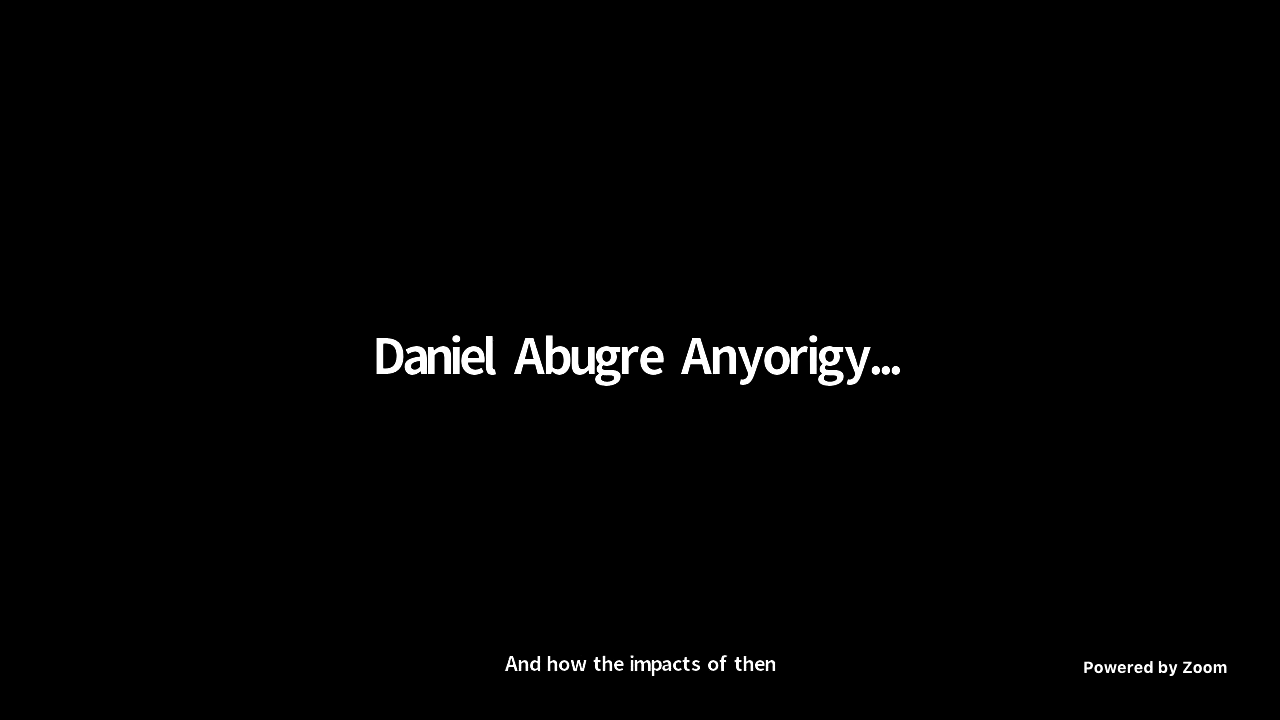 Daniel Abugre Anyorigy...
And how the impacts of then
Powered by Zoom